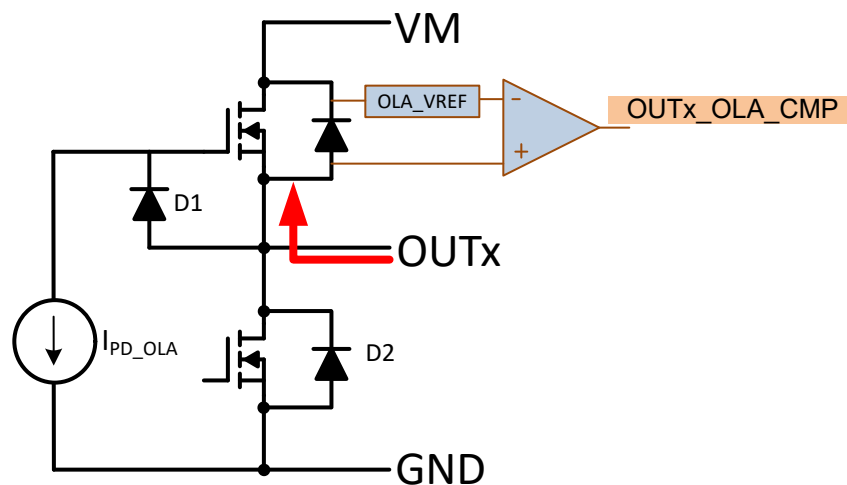 VM
OLA_VREF
-
OUTx_OLA_CMP
+
D1
OUTx
IPD_OLA
D2
GND